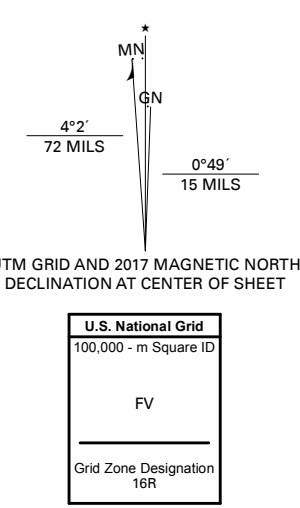 ★
MN
GN
4°2´
72 MILS
0°49´
15 MILS
UTM GRID AND 2017 MAGNETIC NORTH
DECLINATION AT CENTER OF SHEET
U.S. National Grid
100,000 - m Square ID
FV
Grid Zone Designation
16R